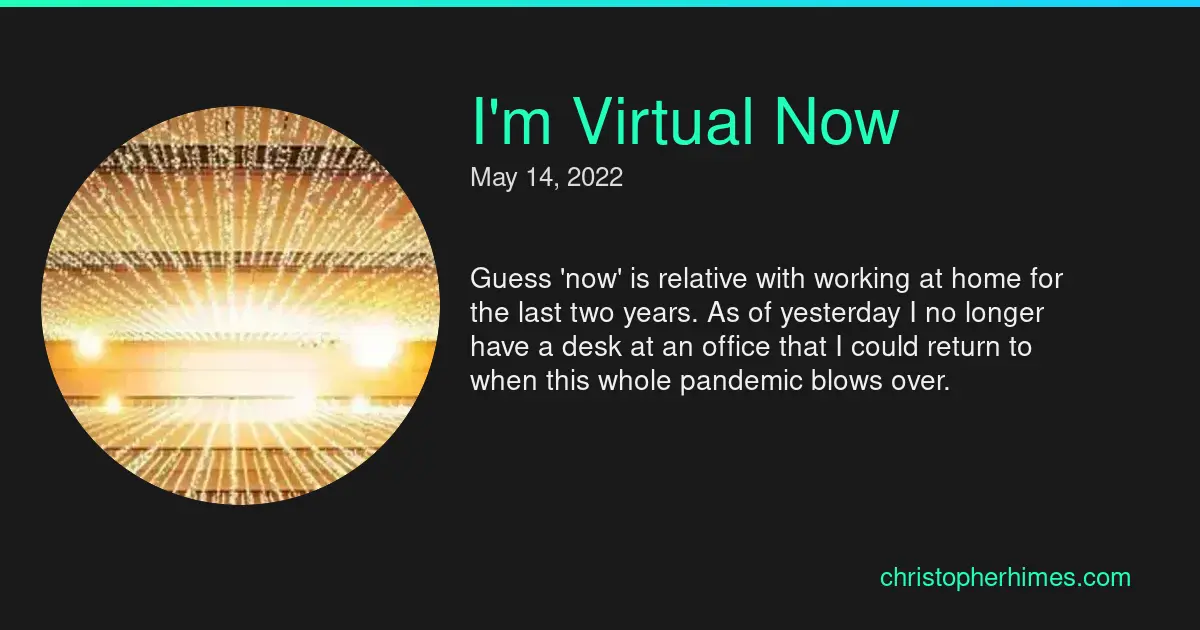 I'm Virtual Now
May 14, 2022
Guess 'now' is relative with working at home for
the last two years. As of yesterday I no longer
have a desk at an office that I could return to
when this whole pandemic blows over.
christopherhimes.com